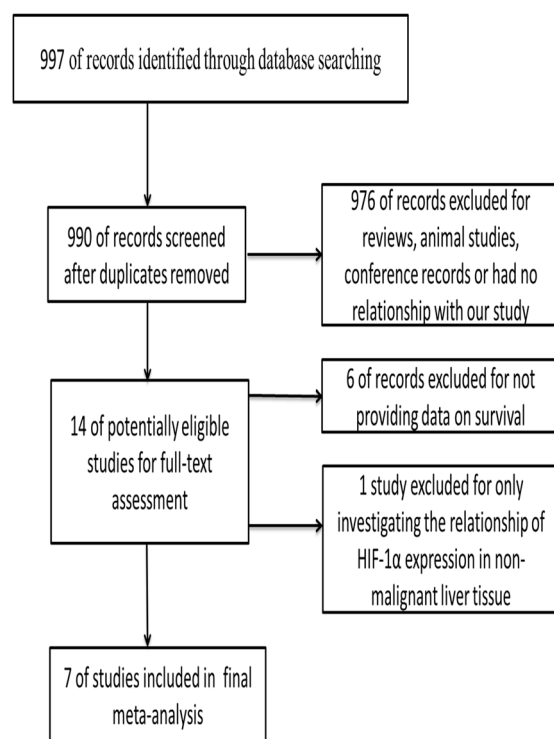 997 of records identified through database searching
990 of records screened
after duplicates removed
976 of records excluded for
reviews, animal studies,
conference records or had no
relationship with our study
14 of potentially eligible
studies for full-text
assessment
6 of records excluded for not
providing data on survival
1 study excluded for only
investigating the relationship of
HIF-1α expression in non-
malignant liver tissue
7 of studies included in final
meta-analysis